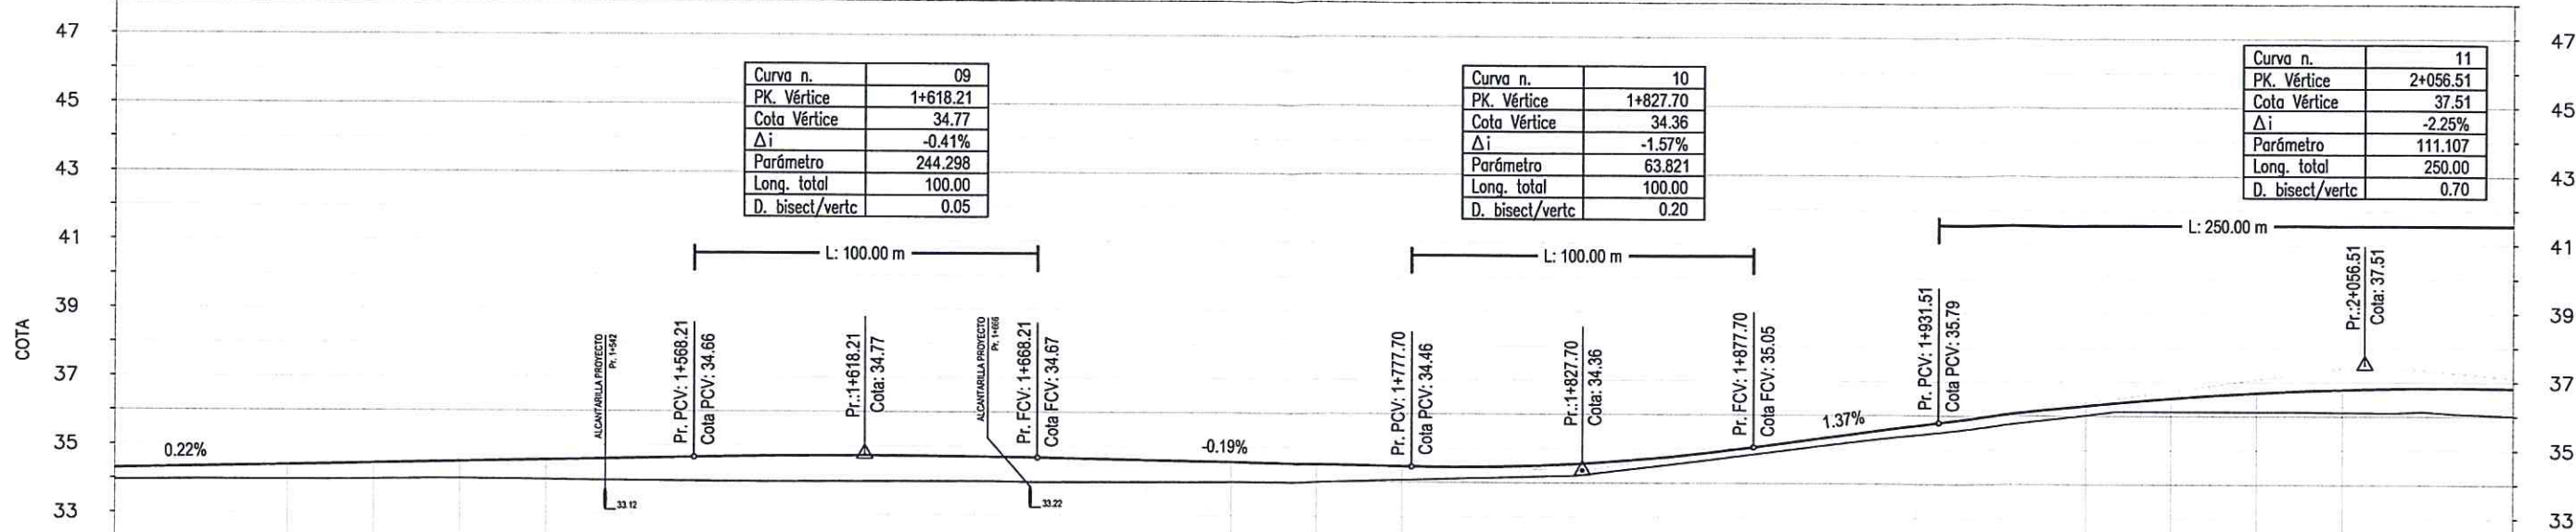 47
45
43
41
39
37
35
33
COTA
Curva n. 09
PK. Vértice 1+618.21
Cota Vértice 34.77
Δi -0.41%
Parámetro 244.298
Long. total 100.00
D. bisect/vertc 0.05
Curva n. 10
PK. Vértice 1+827.70
Cota Vértice 34.36
Δi -1.57%
Parámetro 63.821
Long. total 100.00
D. bisect/vertc 0.20
Curva n. 11
PK. Vértice 2+056.51
Cota Vértice 37.51
Δi -2.25%
Parámetro 111.107
Long. total 250.00
D. bisect/vertc 0.70
L: 100.00 m
L: 100.00 m
L: 250.00 m
0.22%
ALCANTARILLA PROYECTO
Pr. 1+542
33.12
Pr. PCV: 1+568.21
Cota PCV: 34.66
Pr.:1+618.21
Cota: 34.77
ALCANTARILLA PROYECTO
Pr. 1+666
33.22
Pr. FCV: 1+668.21
Cota FCV: 34.67
-0.19%
Pr. PCV: 1+777.70
Cota PCV: 34.46
Pr.:1+827.70
Cota: 34.36
Pr. FCV: 1+877.70
Cota FCV: 35.05
1.37%
Pr. PCV: 1+931.51
Cota PCV: 35.79
Pr.:2+056.51
Cota: 37.51
47
45
43
41
39
37
35
33